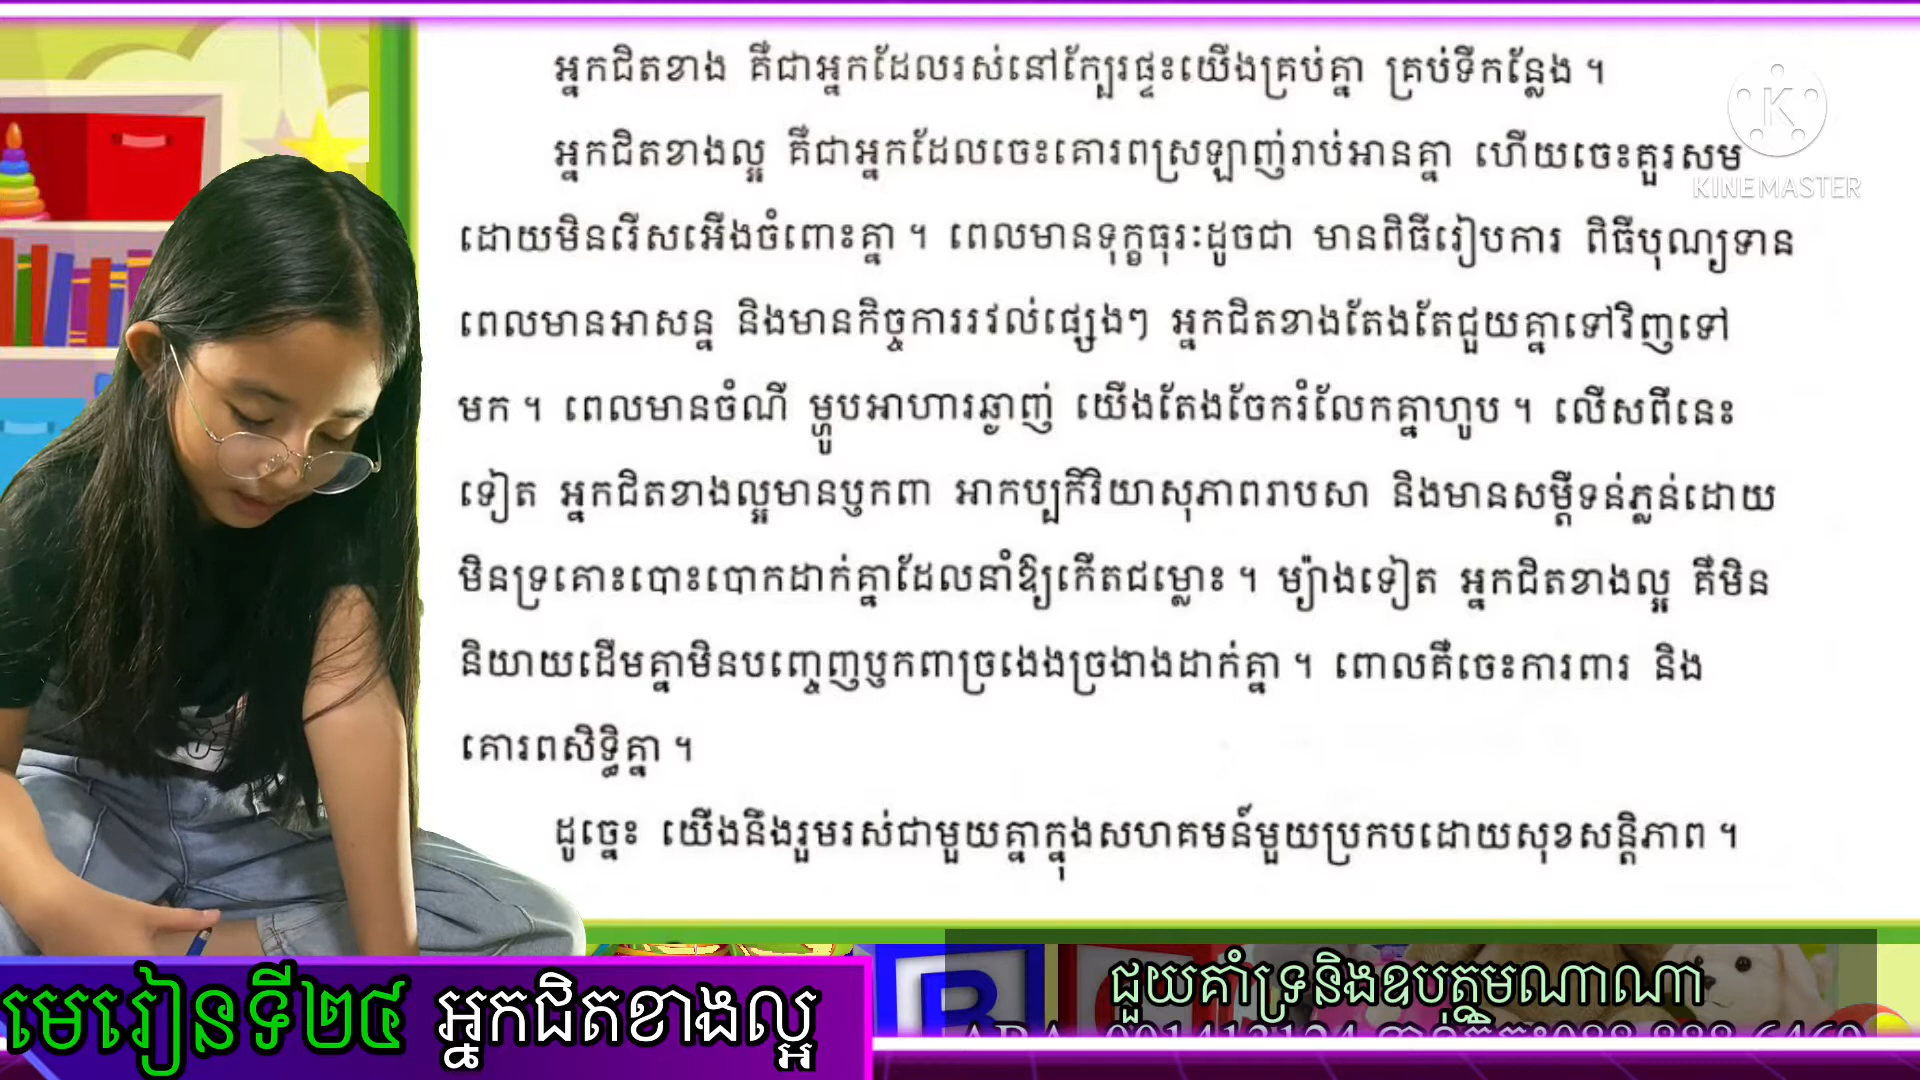 អ្នកជិតខាង គឺជាអ្នកដែលរស់នៅក្បែរផ្ទះយើងគ្រប់គ្នា គ្រប់ទីកន្លែង ។
អ្នកជិតខាងល្អ គឺជាអ្នកដែលចេះគោរពស្រឡាញ់រាប់អានគ្នា ហើយចេះគួរសម
ដោយមិនរើសអើងចំពោះគ្នា ។ ពេលមានទុក្ខធុរៈដូចជា មានពិធីរៀបការ ពិធីបុណ្យទាន
ពេលមានអាសន្ន និងមានកិច្ចការរវល់ផ្សេងៗ អ្នកជិតខាងតែងតែជួយគ្នាទៅវិញទៅ
មក ។ ពេលមានចំណី ម្ហូបអាហារឆ្ងាញ់ យើងតែងចែករំលែកគ្នាហូប ។ លើសពីនេះ
ទៀត អ្នកជិតខាងល្អមានឫកពា អាកប្បកិរិយាសុភាពរាបសា និងមានសម្ដីទន់ភ្លន់ដោយ
មិនទ្រគោះបោះបោកដាក់គ្នាដែលនាំឱ្យកើតជម្លោះ ។ ម្យ៉ាងទៀត អ្នកជិតខាងល្អ គឺមិន
និយាយដើមគ្នាមិនបញ្ចេញឫកពាច្រងេងច្រងាងដាក់គ្នា ។ ពោលគឺចេះការពារ និង
គោរពសិទ្ធិគ្នា ។
ដូច្នេះ យើងនឹងរួមរស់ជាមួយគ្នាក្នុងសហគមន៍មួយប្រកបដោយសុខសន្តិភាព ។
K
KINEMASTER
B
ជួយគាំទ្រនិងឧបត្ថមណាណា
មេរៀនទី២៤ អ្នកជិតខាងល្អ